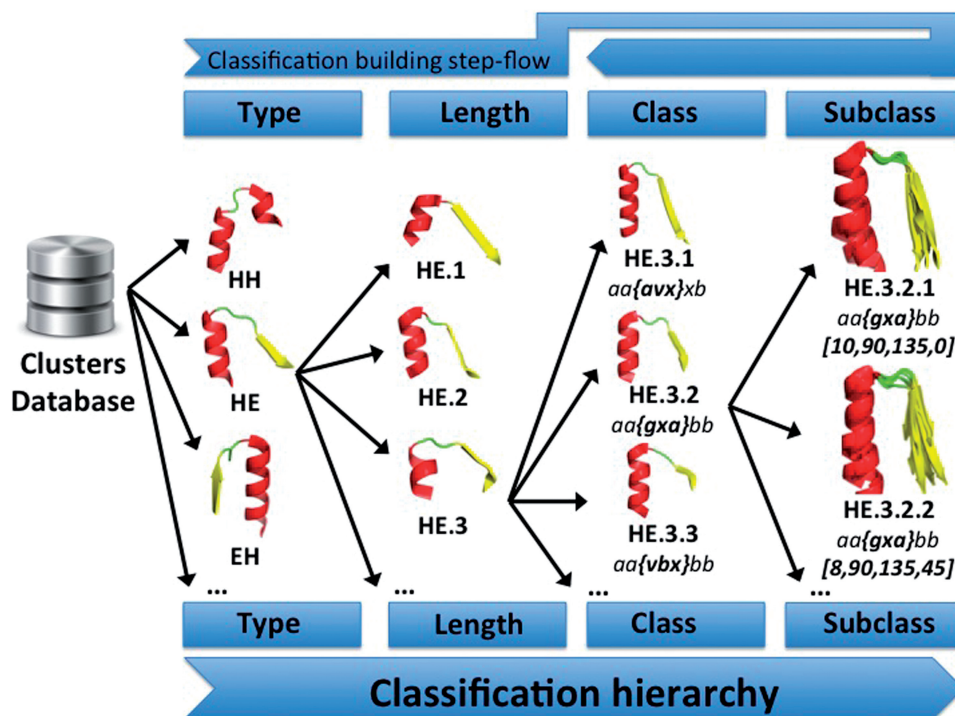 Classification building step-flow
Type
Length
Class
Subclass
Clusters
Database
HH
HE
EH
...
HE.1
HE.2
HE.3
...
HE.3.1
aa{avx}xb
HE.3.2
aa{gxa}bb
HE.3.3
aa{vbx}bb
...
HE.3.2.1
aa{gxa}bb
[10,90,135,0]
HE.3.2.2
aa{gxa}bb
[8,90,135,45]
...
Type
Length
Class
Subclass
Classification hierarchy